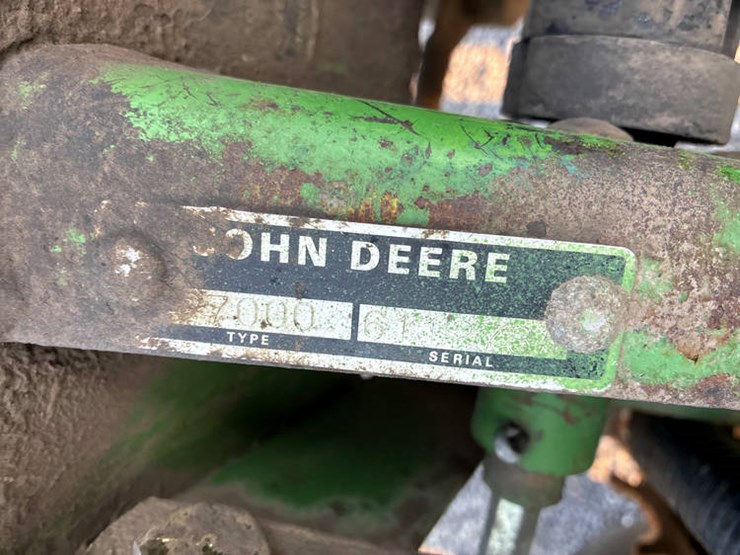 JOHN DEERE
7000
TYPE
SERIAL